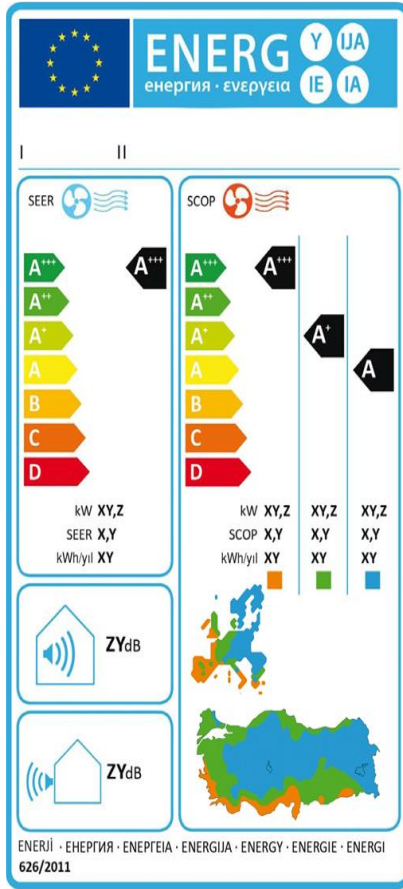 ENERG Y IJA
енергия · ενεργεια IE IA
I II
SEER
A+++ A+++
A++
A+
A
B
C
D
kW XY,Z
SEER X,Y
kWh/yıl XY
SCOP
A+++ A+++
A++
A+ A+
A A
B
C
D
kW XY,Z XY,Z XY,Z
SCOP X,Y X,Y X,Y
kWh/yıl XY XY XY
ZYdB
ZYdB
ENERJİ · ЕНЕРГИЯ · ΕΝΕΡΓΕΙΑ · ENERGIJA · ENERGY · ENERGIE · ENERGI
626/2011